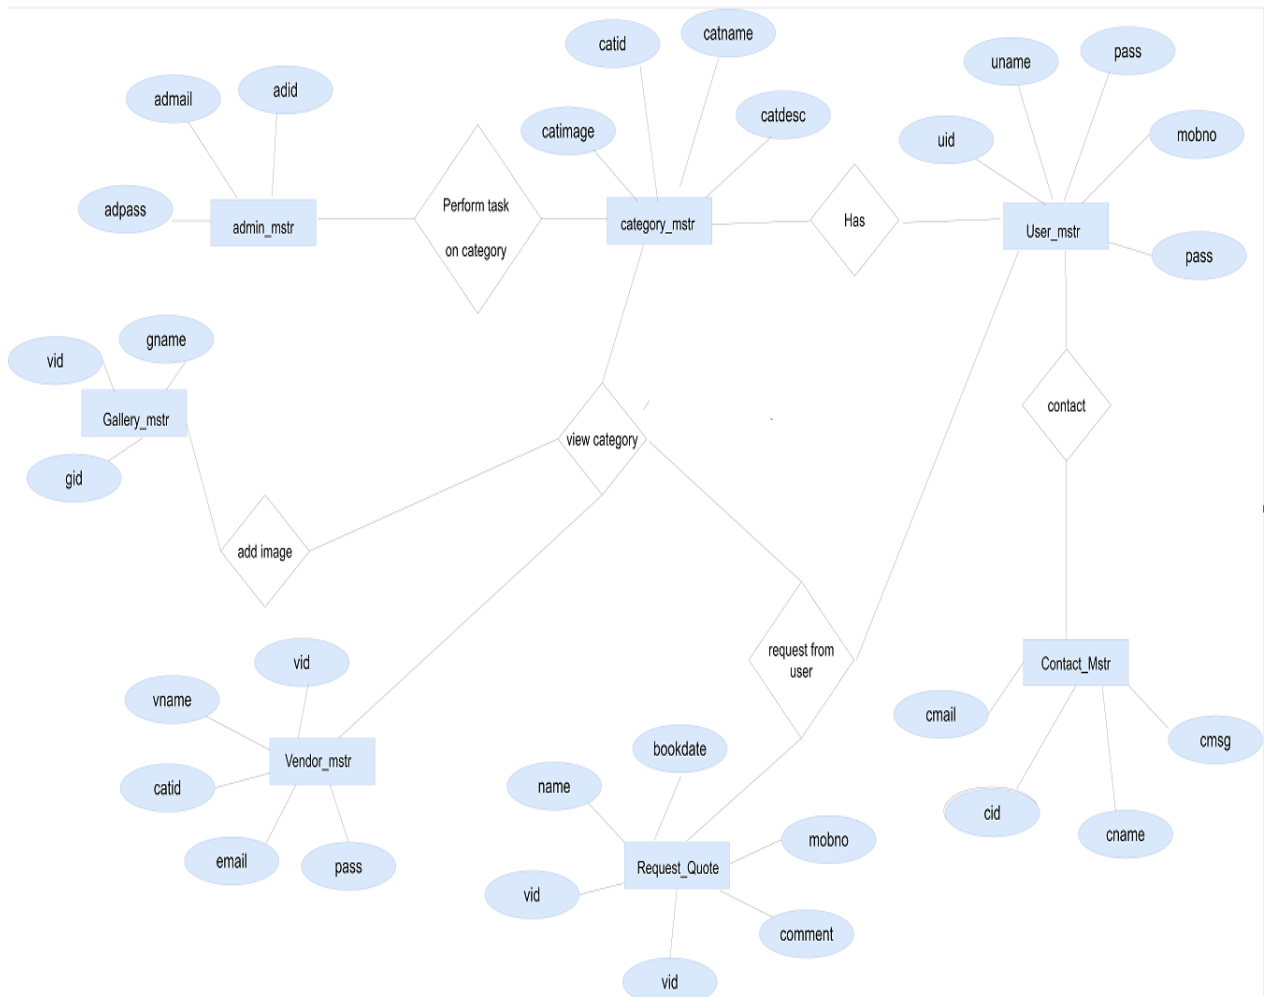 catname
catid
uname
pass
admail
adid
catimage
catdesc
uid
mobno
adpass
admin_mstr
Perform task
on category
category_mstr
Has
User_mstr
pass
vid
gname
Gallery_mstr
gid
view category
contact
add image
vid
vname
Vendor_mstr
catid
email
pass
request from
user
Contact_Mstr
cmail
cmsg
cid
cname
bookdate
name
mobno
Request_Quote
vid
comment
vid